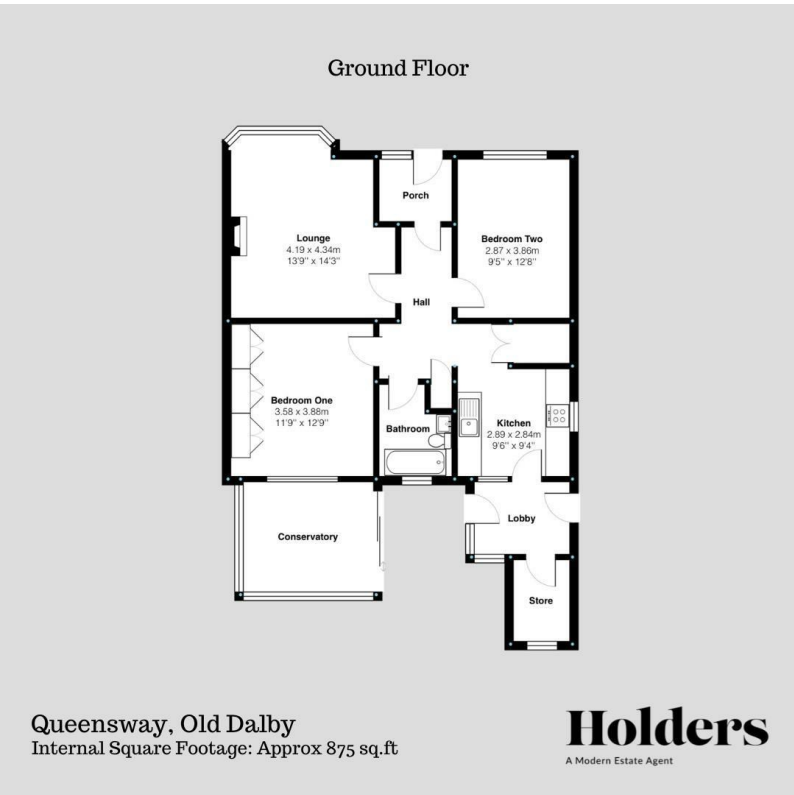 Ground Floor
Porch
Lounge
4.19 x 4.34m
13'9" x 14'3"
Bedroom Two
2.87 x 3.86m
9'5" x 12'8"
Hall
Bedroom One
3.58 x 3.88m
11'9" x 12'9"
Bathroom
Kitchen
2.89 x 2.84m
9'6" x 9'4"
Lobby
Conservatory
Store
Queensway, Old Dalby
Internal Square Footage: Approx 875 sq.ft
Holders
A Modern Estate Agent